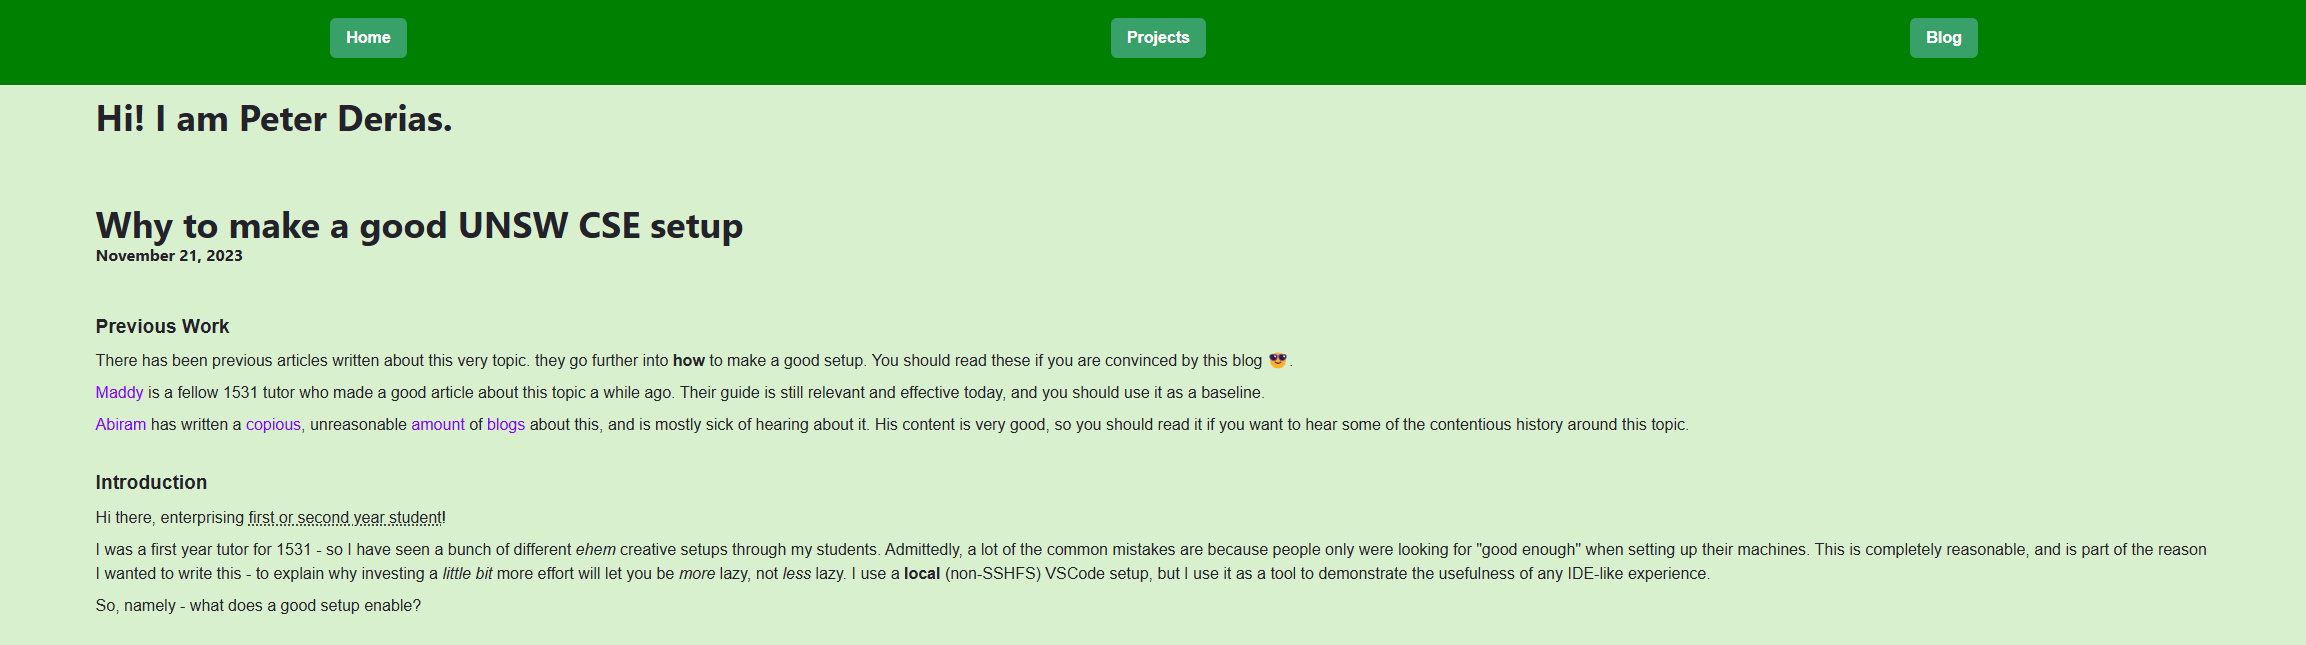 Home Projects Blog
Hi! I am Peter Derias.
Why to make a good UNSW CSE setup
November 21, 2023
Previous Work
There has been previous articles written about this very topic. they go further into how to make a good setup. You should read these if you are convinced by this blog 😎.
Maddy is a fellow 1531 tutor who made a good article about this topic a while ago. Their guide is still relevant and effective today, and you should use it as a baseline.
Abiram has written a copious, unreasonable amount of blogs about this, and is mostly sick of hearing about it. His content is very good, so you should read it if you want to hear some of the contentious history around this topic.
Introduction
Hi there, enterprising first or second year student!
I was a first year tutor for 1531 - so I have seen a bunch of different ehem creative setups through my students. Admittedly, a lot of the common mistakes are because people only were looking for "good enough" when setting up their machines. This is completely reasonable, and is part of the reason
I wanted to write this - to explain why investing a little bit more effort will let you be more lazy, not less lazy. I use a local (non-SSHFS) VSCode setup, but I use it as a tool to demonstrate the usefulness of any IDE-like experience.
So, namely - what does a good setup enable?